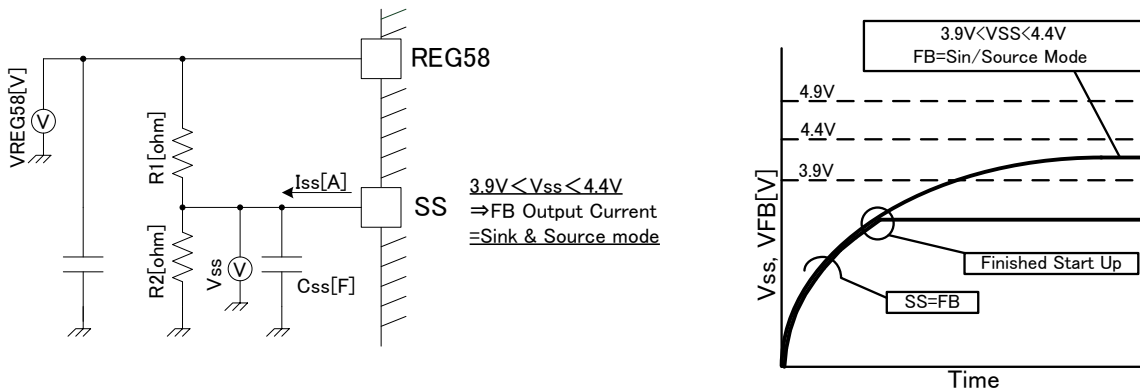 REG58
VREG58[V]
V
R1[ohm]
Iss[A]
SS
R2[ohm]
Vss
V
Css[F]
3.9V<Vss<4.4V
⇒FB Output Current
=Sink & Source mode
3.9V<VSS<4.4V
FB=Sin/Source Mode
4.9V
4.4V
3.9V
Vss, VFB[V]
Finished Start Up
SS=FB
Time